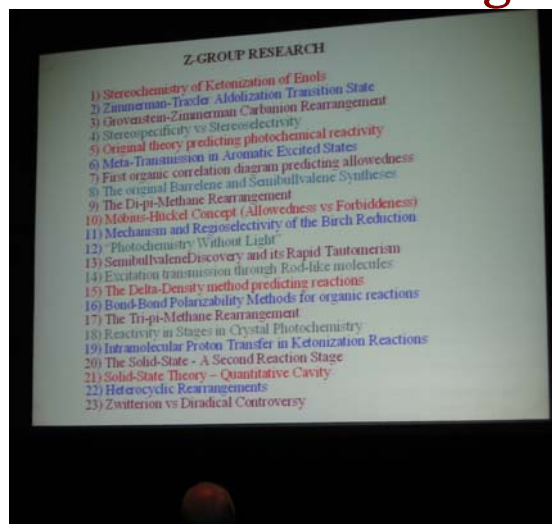 Z-GROUP RESEARCH
1) Stereochemistry of Ketonization of Enols
2) Zimmerman-Traxler Aldolization Transition State
3) Grovenstein-Zimmerman Carbanion Rearrangement
4) Stereospecificity vs Stereoselectivity
5) Original theory predicting photochemical reactivity
6) Meta-Transmission in Aromatic Excited States
7) First organic correlation diagram predicting allowedness
8) The original Barrelene and Semibullvalene Syntheses
9) The Di-pi-Methane Rearrangement
10) Möbius-Hückel Concept (Allowedness vs Forbiddeness)
11) Mechanism and Regioselectivity of the Birch Reduction
12) "Photochemistry Without Light"
13) SemibullvaleneDiscovery and its Rapid Tautomerism
14) Excitation transmission through Rod-like molecules
15) The Delta-Density method predicting reactions
16) Bond-Bond Polarizability Methods for organic reactions
17) The Tri-pi-Methane Rearrangement
18) Reactivity in Stages in Crystal Photochemistry
19) Intramolecular Proton Transfer in Ketonization Reactions
20) The Solid-State - A Second Reaction Stage
21) Solid-State Theory – Quantitative Cavity
22) Heterocyclic Rearrangements
23) Zwitterion vs Diradical Controversy